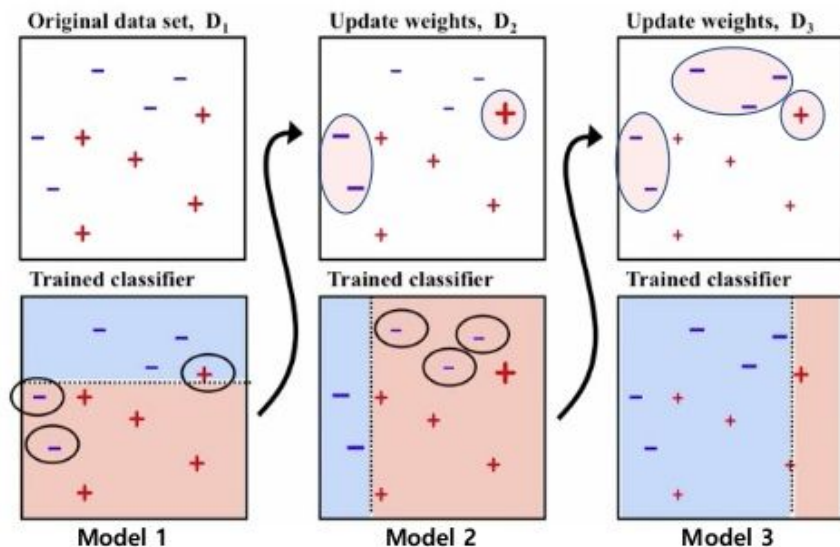 Original data set, D₁
Update weights, D₂
Update weights, D₃
Trained classifier
Trained classifier
Trained classifier
Model 1
Model 2
Model 3